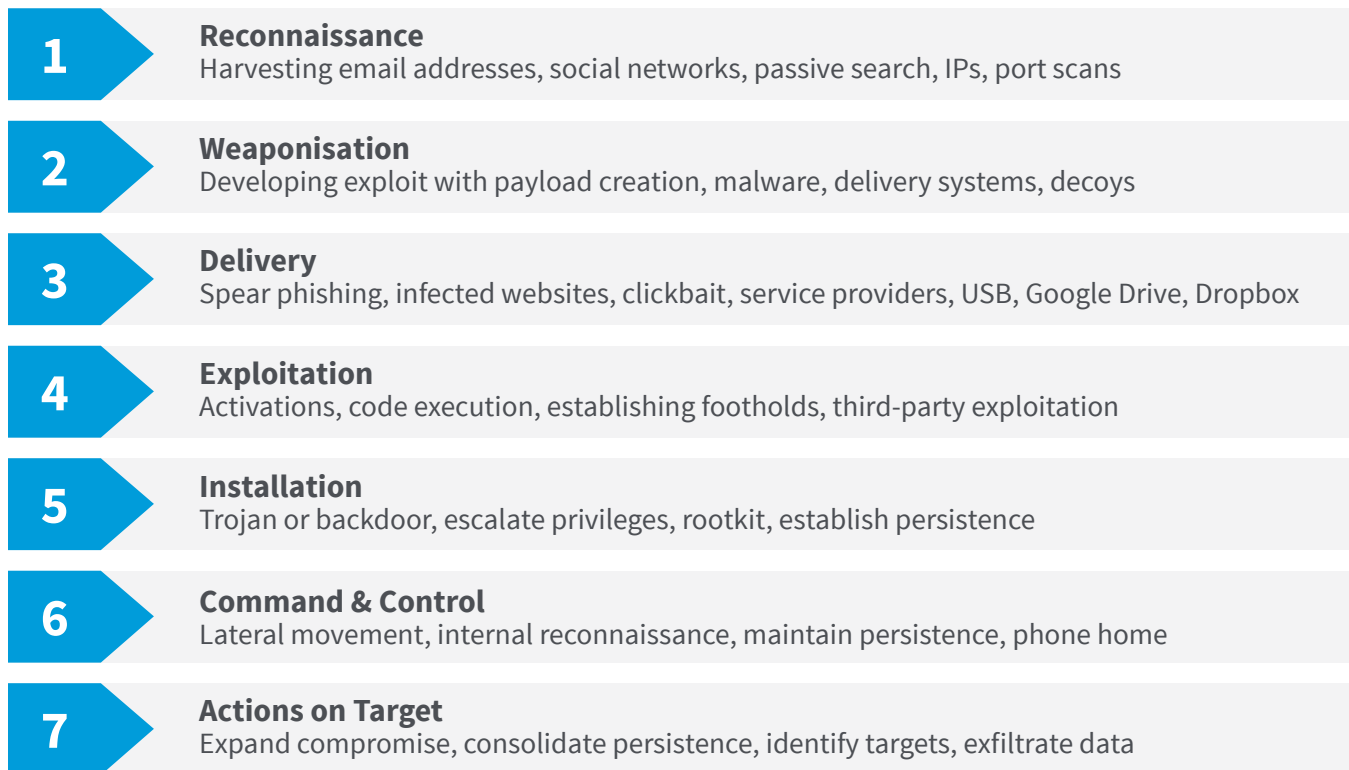 1
Reconnaissance
Harvesting email addresses, social networks, passive search, IPs, port scans
2
Weaponisation
Developing exploit with payload creation, malware, delivery systems, decoys
3
Delivery
Spear phishing, infected websites, clickbait, service providers, USB, Google Drive, Dropbox
4
Exploitation
Activations, code execution, establishing footholds, third-party exploitation
5
Installation
Trojan or backdoor, escalate privileges, rootkit, establish persistence
6
Command & Control
Lateral movement, internal reconnaissance, maintain persistence, phone home
7
Actions on Target
Expand compromise, consolidate persistence, identify targets, exfiltrate data